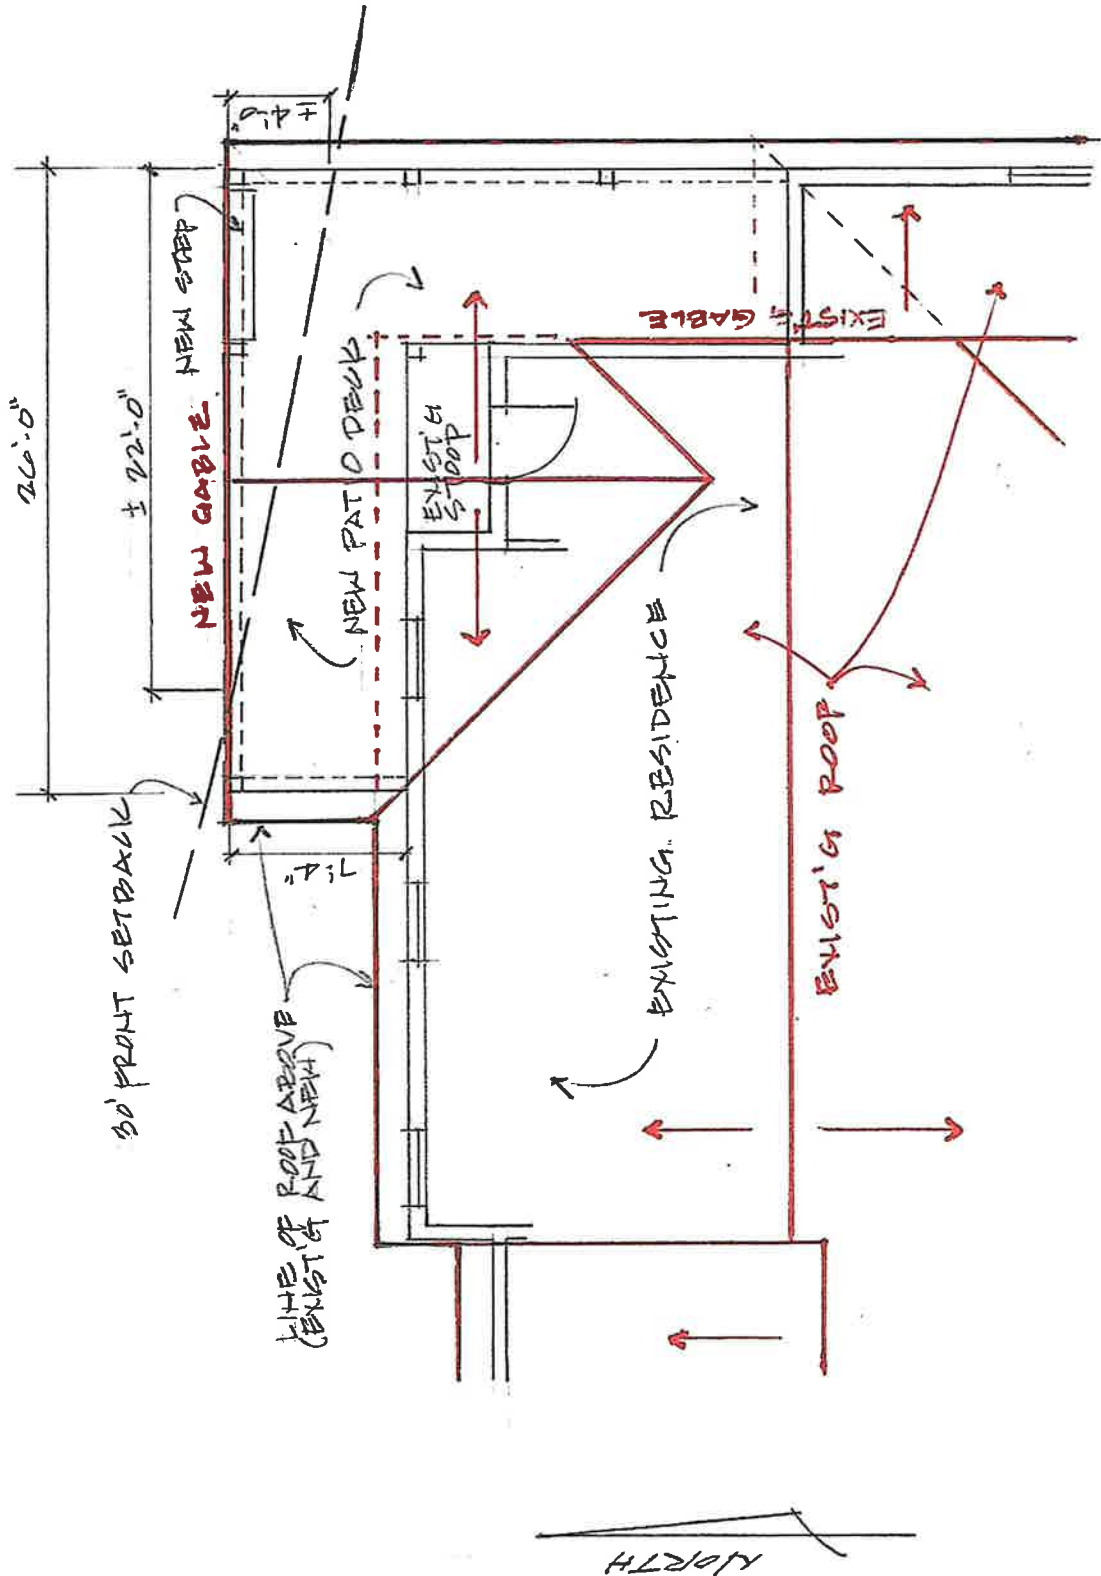 26'-0"
± 22'-0"
± 4'-0"
NEW STEP
NEW GABLE
NEW PATIO DECK
EXIST'G
STOOP
EXIST'G
GABLE
30' FRONT SETBACK
7'-4"
LINE OF ROOF ABOVE
(EXIST'G AND NEW)
EXISTING RESIDENCE
EXIST'G ROOF
NORTH